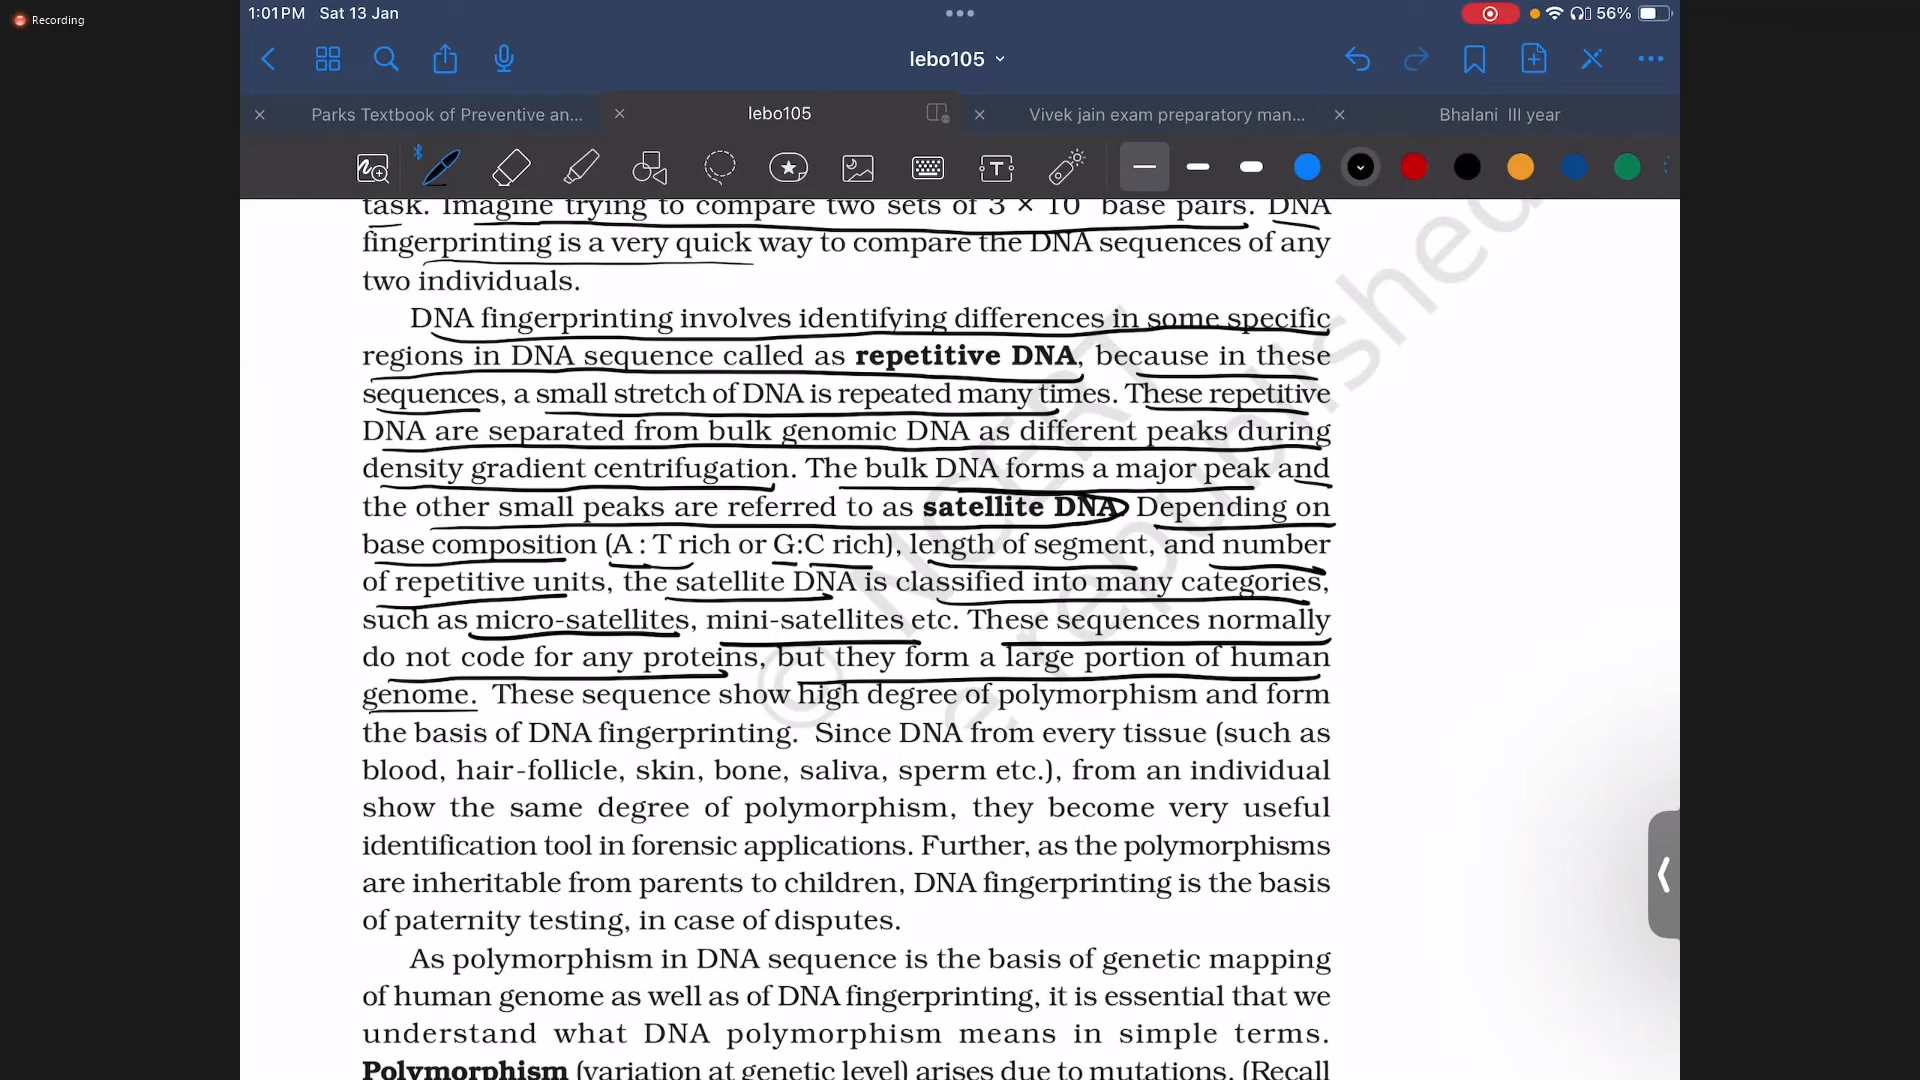 Recording
1:01PM Sat 13 Jan
56%
lebo105
Parks Textbook of Preventive an...
lebo105
Vivek jain exam preparatory man...
Bhalani III year
task. Imagine trying to compare two sets of 3 × 10 base pairs. DNA
fingerprinting is a very quick way to compare the DNA sequences of any
two individuals.
DNA fingerprinting involves identifying differences in some specific
regions in DNA sequence called as repetitive DNA, because in these
sequences, a small stretch of DNA is repeated many times. These repetitive
DNA are separated from bulk genomic DNA as different peaks during
density gradient centrifugation. The bulk DNA forms a major peak and
the other small peaks are referred to as satellite DNA. Depending on
base composition (A : T rich or G:C rich), length of segment, and number
of repetitive units, the satellite DNA is classified into many categories,
such as micro-satellites, mini-satellites etc. These sequences normally
do not code for any proteins, but they form a large portion of human
genome. These sequence show high degree of polymorphism and form
the basis of DNA fingerprinting. Since DNA from every tissue (such as
blood, hair-follicle, skin, bone, saliva, sperm etc.), from an individual
show the same degree of polymorphism, they become very useful
identification tool in forensic applications. Further, as the polymorphisms
are inheritable from parents to children, DNA fingerprinting is the basis
of paternity testing, in case of disputes.
As polymorphism in DNA sequence is the basis of genetic mapping
of human genome as well as of DNA fingerprinting, it is essential that we
understand what DNA polymorphism means in simple terms.
Polymorphism (variation at genetic level) arises due to mutations. (Recall
© NCERT
republished